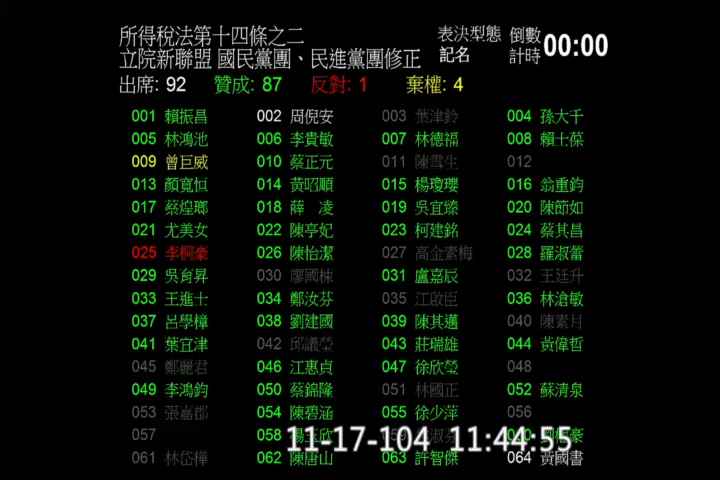 所得稅法第十四條之二 表決型態 倒數
立院新聯盟 國民黨團、民進黨團修正 記名 計時 00:00
出席: 92 贊成: 87 反對: 1 棄權: 4
001 賴振昌 002 周倪安 003 葉津鈴 004 孫大千
005 林鴻池 006 李貴敏 007 林德福 008 賴士葆
009 曾巨威 010 蔡正元 011 陳雪生 012
013 顏寬恒 014 黃昭順 015 楊瓊瓔 016 翁重鈞
017 蔡煌瑯 018 薛 凌 019 吳宜臻 020 陳節如
021 尤美女 022 陳亭妃 023 柯建銘 024 蔡其昌
025 李桐豪 026 陳怡潔 027 高金素梅 028 羅淑蕾
029 吳育昇 030 廖國棟 031 盧嘉辰 032 王廷升
033 王進士 034 鄭汝芬 035 江啟臣 036 林滄敏
037 呂學樟 038 劉建國 039 陳其邁 040 陳素月
041 葉宜津 042 邱議瑩 043 莊瑞雄 044 黃偉哲
045 鄭麗君 046 江惠貞 047 徐欣瑩 048
049 李鴻鈞 050 蔡錦隆 051 林國正 052 蘇清泉
053 張嘉郡 054 陳碧涵 055 徐少萍 056
057 058 楊玉欣
11-17-104 11:44:55
061 林岱樺 062 陳唐山 063 許智傑 064 黃國書